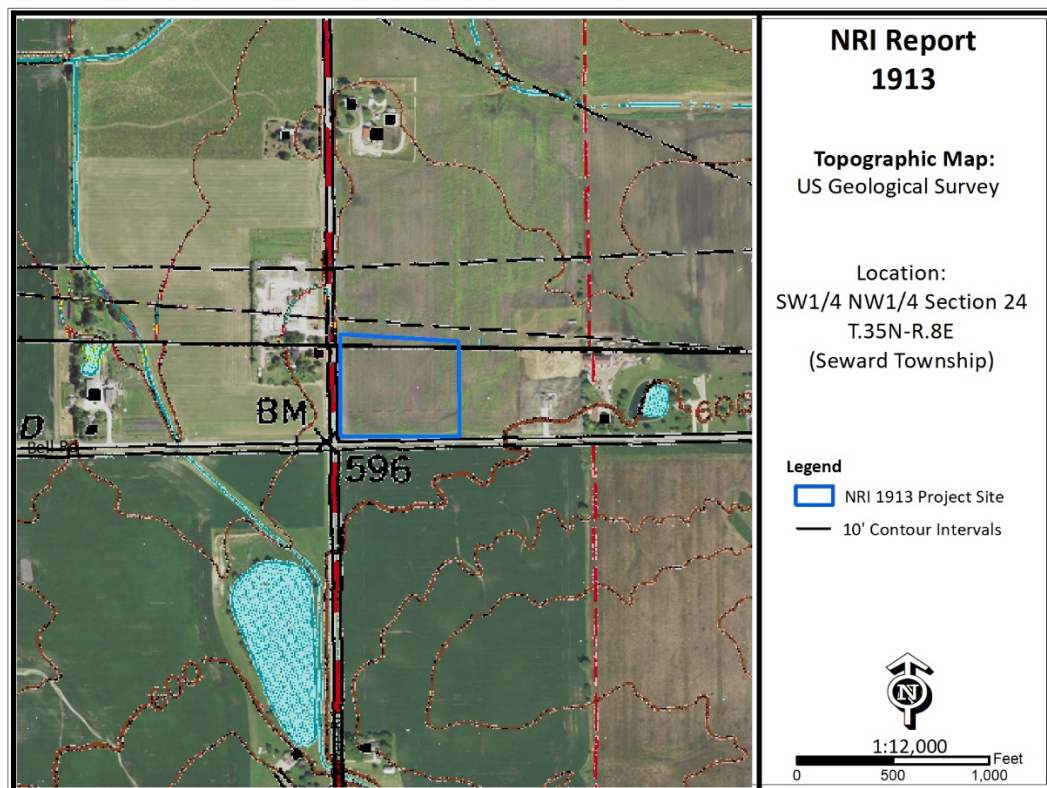 BM
596
D
Bell Rd
600
600
NRI Report
1913
Topographic Map:
US Geological Survey
Location:
SW1/4 NW1/4 Section 24
T.35N-R.8E
(Seward Township)
Legend
NRI 1913 Project Site
10' Contour Intervals
N
1:12,000
Feet
0 500 1,000